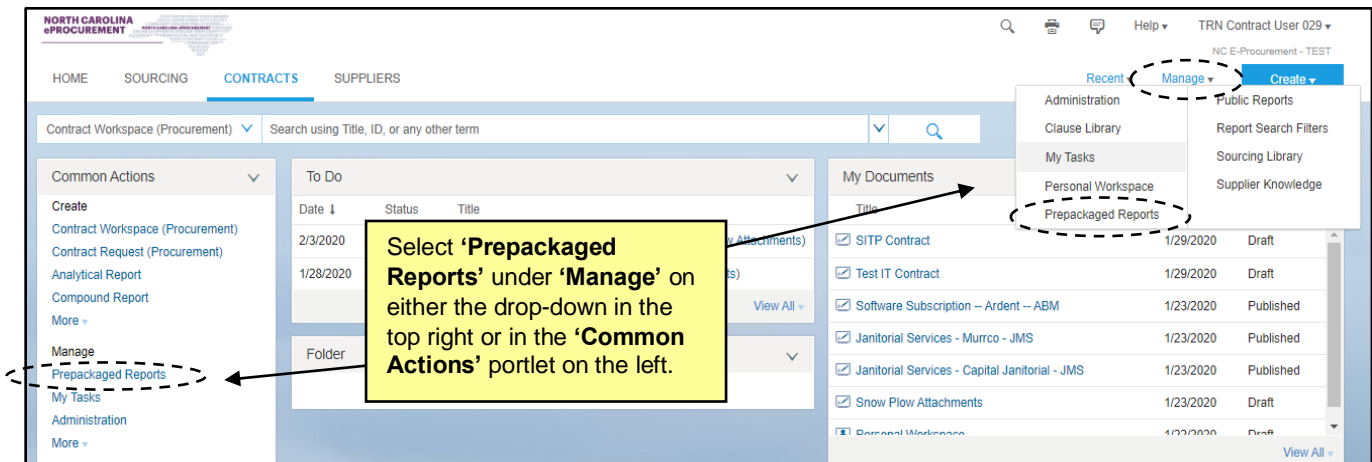 NORTH CAROLINA
ePROCUREMENT
Help ▾ TRN Contract User 029 ▾
NC E-Procurement - TEST
HOME SOURCING CONTRACTS SUPPLIERS
Recent Manage ▾ Create ▾
Contract Workspace (Procurement) Search using Title, ID, or any other term
Administration Public Reports
Clause Library Report Search Filters
My Tasks Sourcing Library
Personal Workspace Supplier Knowledge
Prepackaged Reports
Common Actions
Create
Contract Workspace (Procurement)
Contract Request (Procurement)
Analytical Report
Compound Report
More
Manage
Prepackaged Reports
My Tasks
Administration
More
To Do
Date ↓ Status Title
2/3/2020 Attachments)
1/28/2020
View All
Folder
Select ‘Prepackaged
Reports’ under ‘Manage’ on
either the drop-down in the
top right or in the ‘Common
Actions’ portlet on the left.
My Documents
Title
SITP Contract 1/29/2020 Draft
Test IT Contract 1/29/2020 Draft
Software Subscription -- Ardent -- ABM 1/23/2020 Published
Janitorial Services - Murrco - JMS 1/23/2020 Published
Janitorial Services - Capital Janitorial - JMS 1/23/2020 Published
Snow Plow Attachments 1/23/2020 Draft
Personal Workspace 1/22/2020 Draft
View All